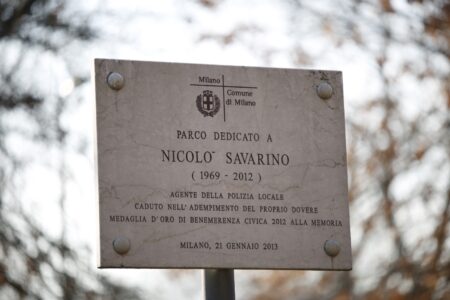 Milano
Comune
di Milano
PARCO DEDICATO A
NICOLO` SAVARINO
( 1969 - 2012 )
AGENTE DELLA POLIZIA LOCALE
CADUTO NELL'ADEMPIMENTO DEL PROPRIO DOVERE
MEDAGLIA D'ORO DI BENEMERENZA CIVICA 2012 ALLA MEMORIA
MILANO, 21 GENNAIO 2013